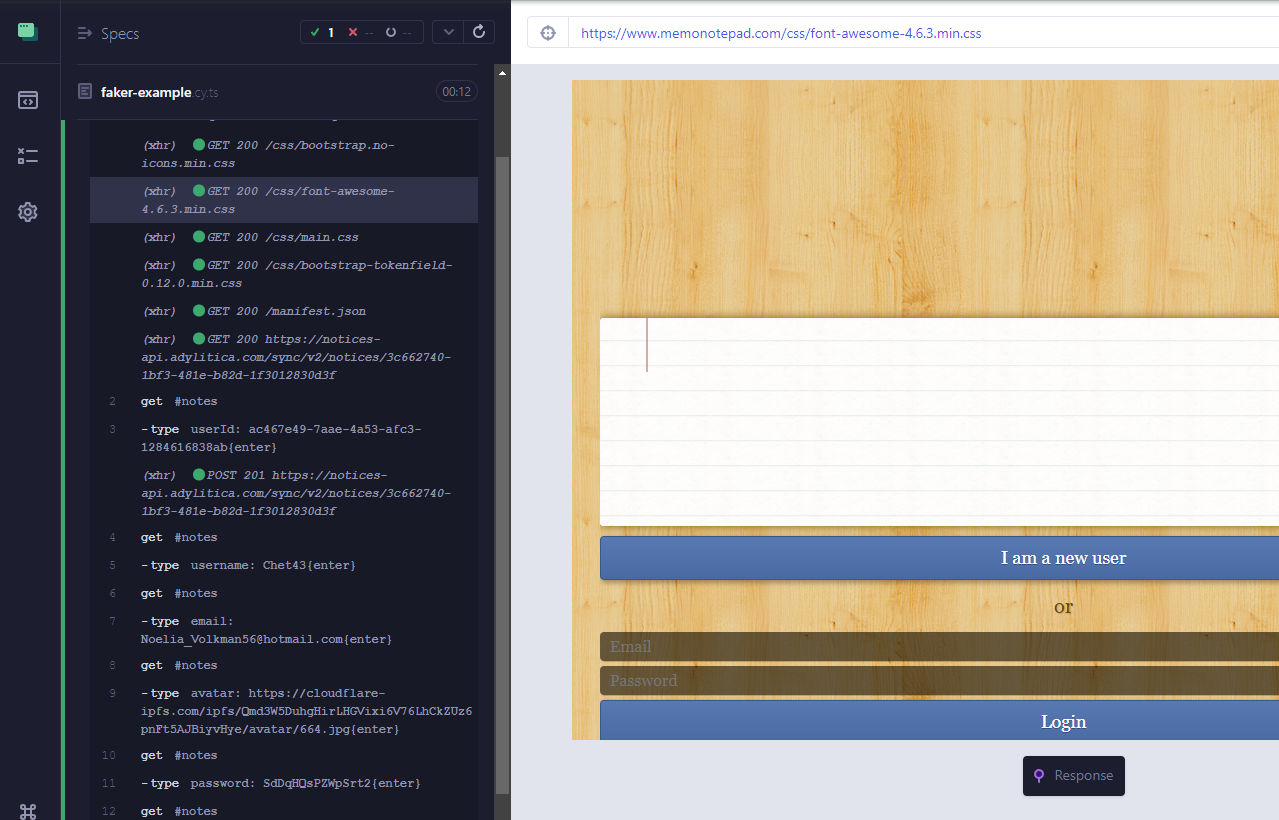 Specs
1 -- --
https://www.memonotepad.com/css/font-awesome-4.6.3.min.css
faker-example.cy.ts
00:12
(xhr) GET 200 /css/bootstrap.no-
icons.min.css
(xhr) GET 200 /css/font-awesome-
4.6.3.min.css
(xhr) GET 200 /css/main.css
(xhr) GET 200 /css/bootstrap-tokenfield-
0.12.0.min.css
(xhr) GET 200 /manifest.json
(xhr) GET 200 https://notices-
api.adylitica.com/sync/v2/notices/3c662740-
1bf3-481e-b82d-1f3012830d3f
2 get #notes
3 -type userId: ac467e49-7aae-4a53-afc3-
1284616838ab{enter}
(xhr) POST 201 https://notices-
api.adylitica.com/sync/v2/notices/3c662740-
1bf3-481e-b82d-1f3012830d3f
4 get #notes
5 -type username: Chet43{enter}
6 get #notes
7 -type email:
Noelia_Volkman56@hotmail.com{enter}
8 get #notes
9 -type avatar: https://cloudflare-
ipfs.com/ipfs/Qmd3W5DuhgHirLHGVixi6V76LhCkZUz6
pnFt5AJBiyvHye/avatar/664.jpg{enter}
10 get #notes
11 -type password: SdDqHQsPZWpSrt2{enter}
12 get #notes
I am a new user
or
Email
Password
Login
Response